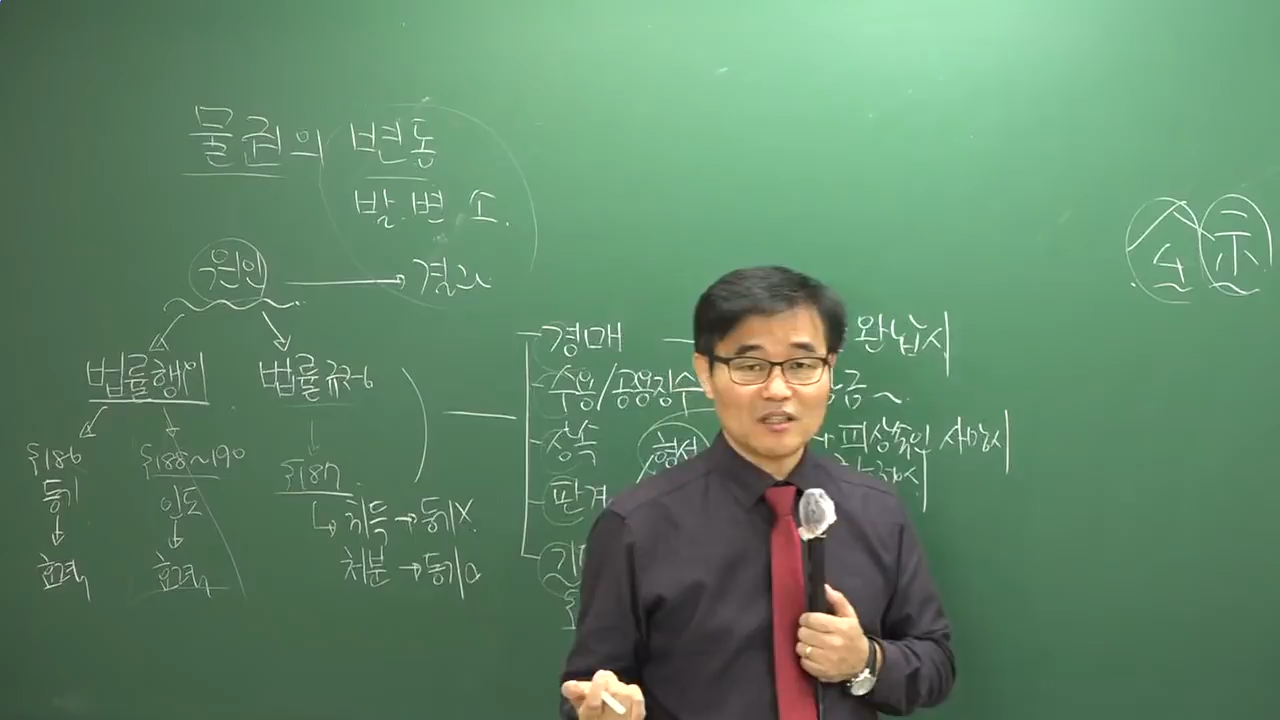 물권의 변동
발.변 소.
원인 → 결과
법률행위 법률규정
§186 §188~190 §187
등기 인도
효력 효력
취득 → 등기X
처분 → 등기O
경매 — 완납시
수용/공용징수 금~
상속 피상속인 사망시
형성
판결